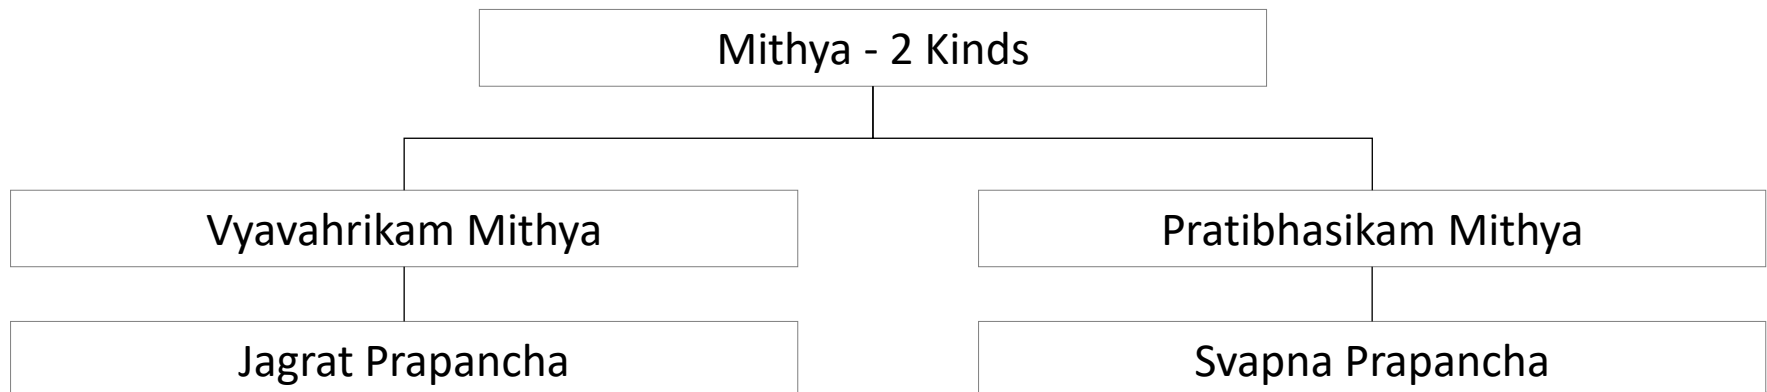 Mithya - 2 Kinds
Vyavahrikam Mithya
Pratibhasikam Mithya
Jagrat Prapancha
Svapna Prapancha